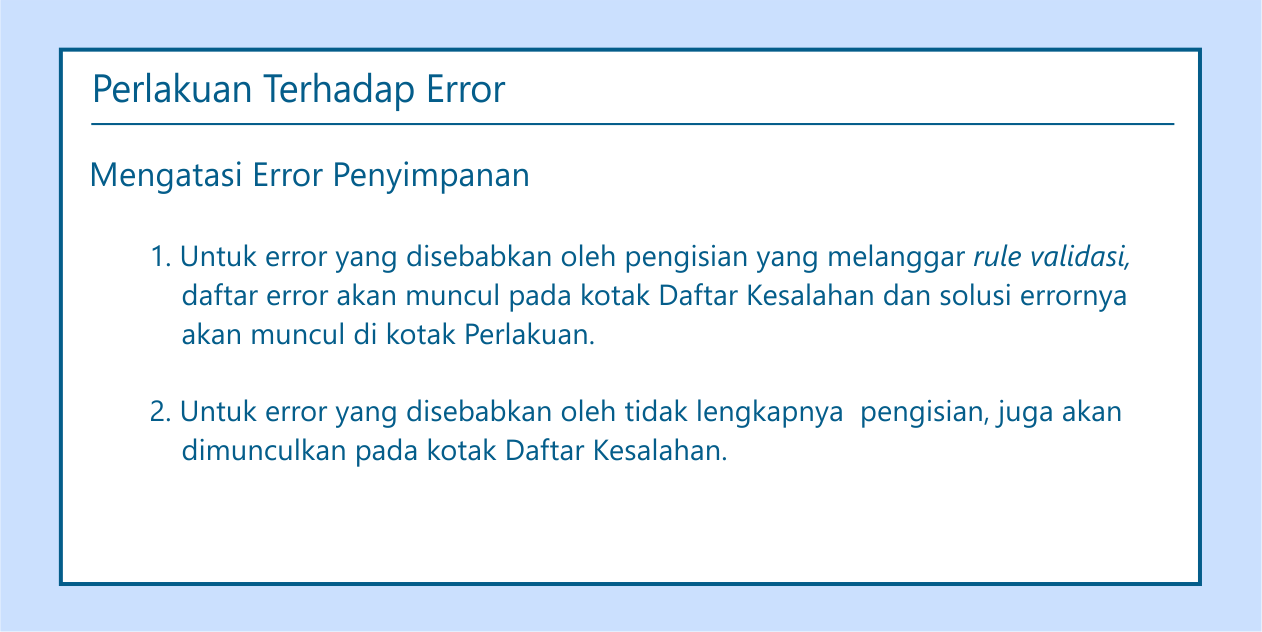 Perlakuan Terhadap Error
Mengatasi Error Penyimpanan
1. Untuk error yang disebabkan oleh pengisian yang melanggar rule validasi,
daftar error akan muncul pada kotak Daftar Kesalahan dan solusi errornya
akan muncul di kotak Perlakuan.
2. Untuk error yang disebabkan oleh tidak lengkapnya  pengisian, juga akan
dimunculkan pada kotak Daftar Kesalahan.